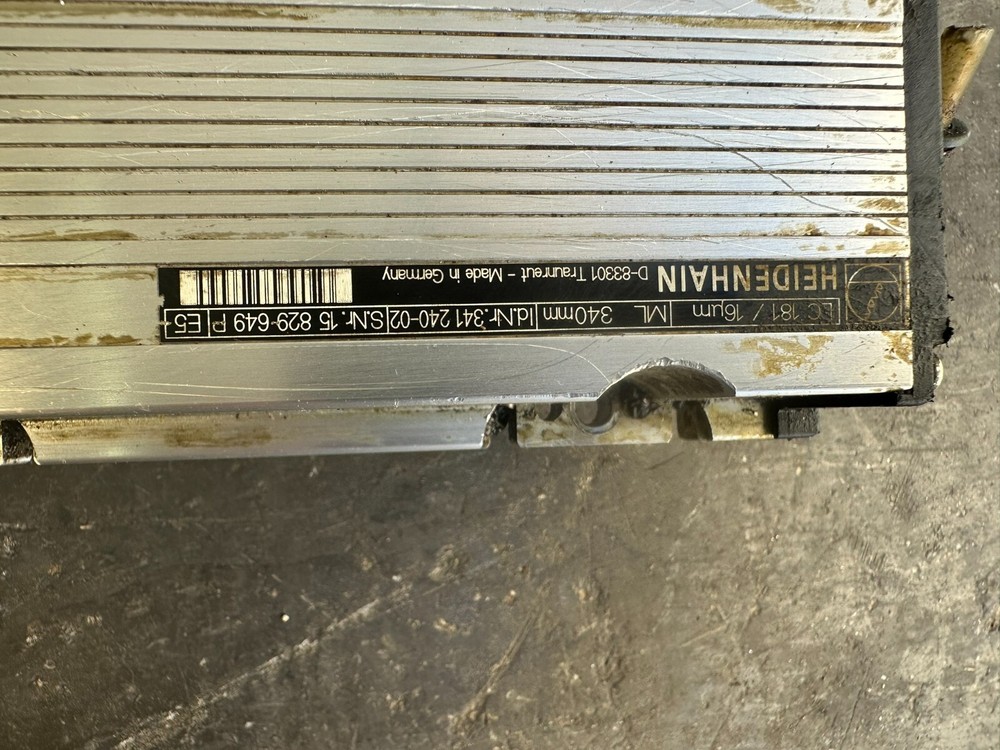 HEIDENHAIN D-83301 Traunreut - Made in Germany
EC 181 / 16µm ML 340mm Id.Nr.341 240-02 S.Nr. 15 829-649 P E5